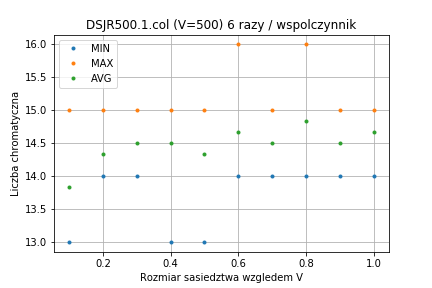 DSJR500.1.col (V=500) 6 razy / wspolczynnik
MIN
MAX
AVG
16.0
15.5
15.0
14.5
14.0
13.5
13.0
Liczba chromatyczna
0.2 0.4 0.6 0.8 1.0
Rozmiar sasiedztwa wzgledem V